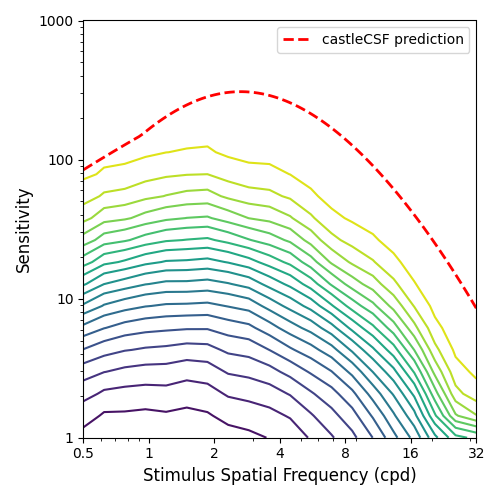 1000
castleCSF prediction
100
Sensitivity
10
1
0.5 1 2 4 8 16 32
Stimulus Spatial Frequency (cpd)